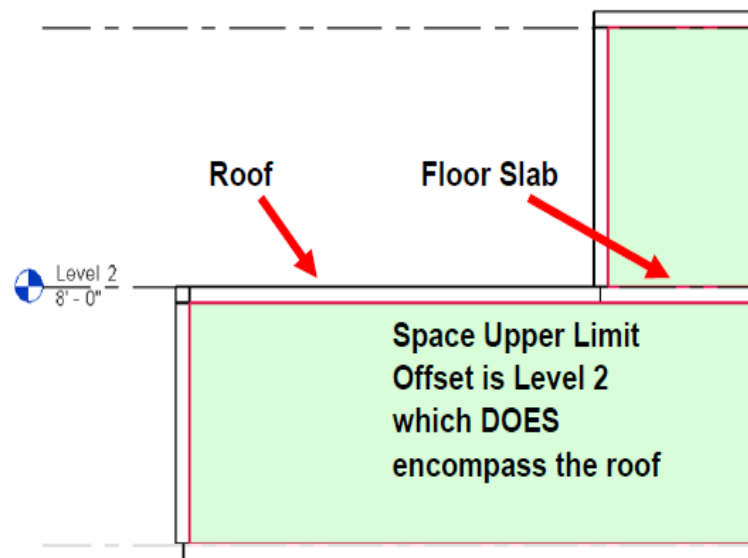 Roof
Floor Slab
Level 2
8' - 0"
Space Upper Limit
Offset is Level 2
which DOES
encompass the roof